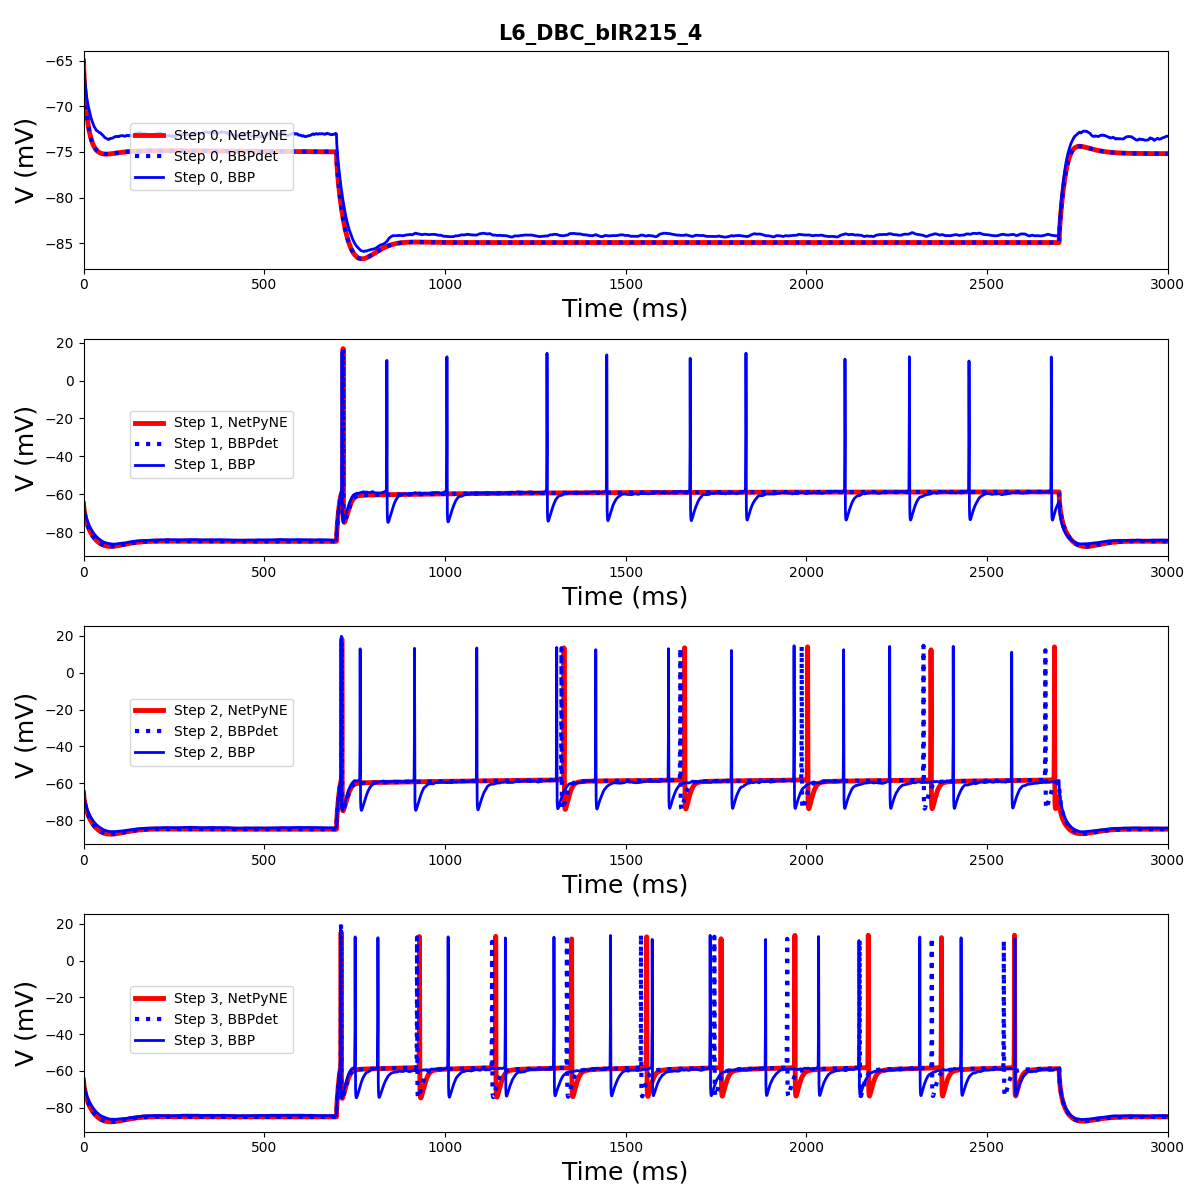 L6_DBC_bIR215_4
−65
−70
−75
−80
−85
V (mV)
Step 0, NetPyNE
Step 0, BBPdet
Step 0, BBP
0 500 1000 1500 2000 2500 3000
Time (ms)
20
0
−20
−40
−60
−80
V (mV)
Step 1, NetPyNE
Step 1, BBPdet
Step 1, BBP
0 500 1000 1500 2000 2500 3000
Time (ms)
20
0
−20
−40
−60
−80
V (mV)
Step 2, NetPyNE
Step 2, BBPdet
Step 2, BBP
0 500 1000 1500 2000 2500 3000
Time (ms)
20
0
−20
−40
−60
−80
V (mV)
Step 3, NetPyNE
Step 3, BBPdet
Step 3, BBP
0 500 1000 1500 2000 2500 3000
Time (ms)